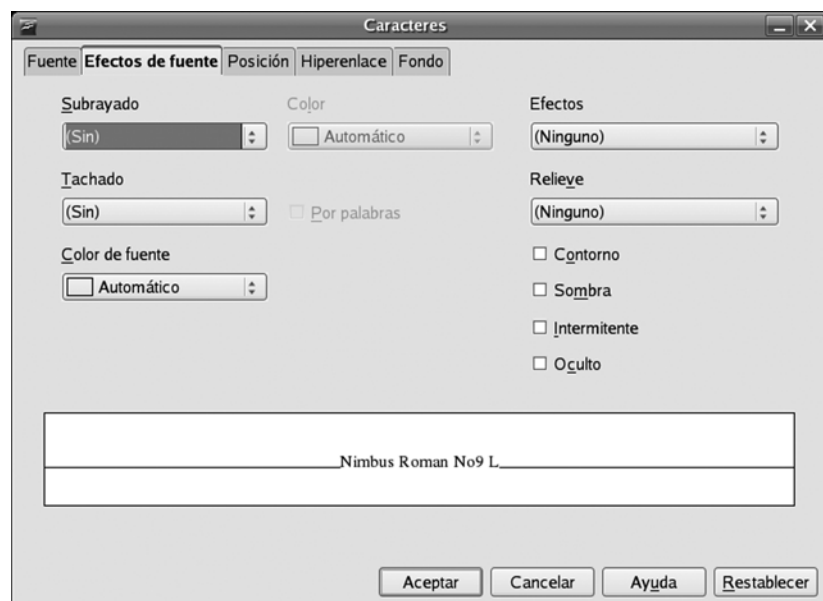 Caracteres
Fuente Efectos de fuente Posición Hiperenlace Fondo
Subrayado Color Efectos
(Sin) Automático (Ninguno)
Tachado Relieve
(Sin) Por palabras (Ninguno)
Color de fuente Contorno
Automático Sombra
Intermitente
Oculto
Nimbus Roman No9 L
Aceptar Cancelar Ayuda Restablecer